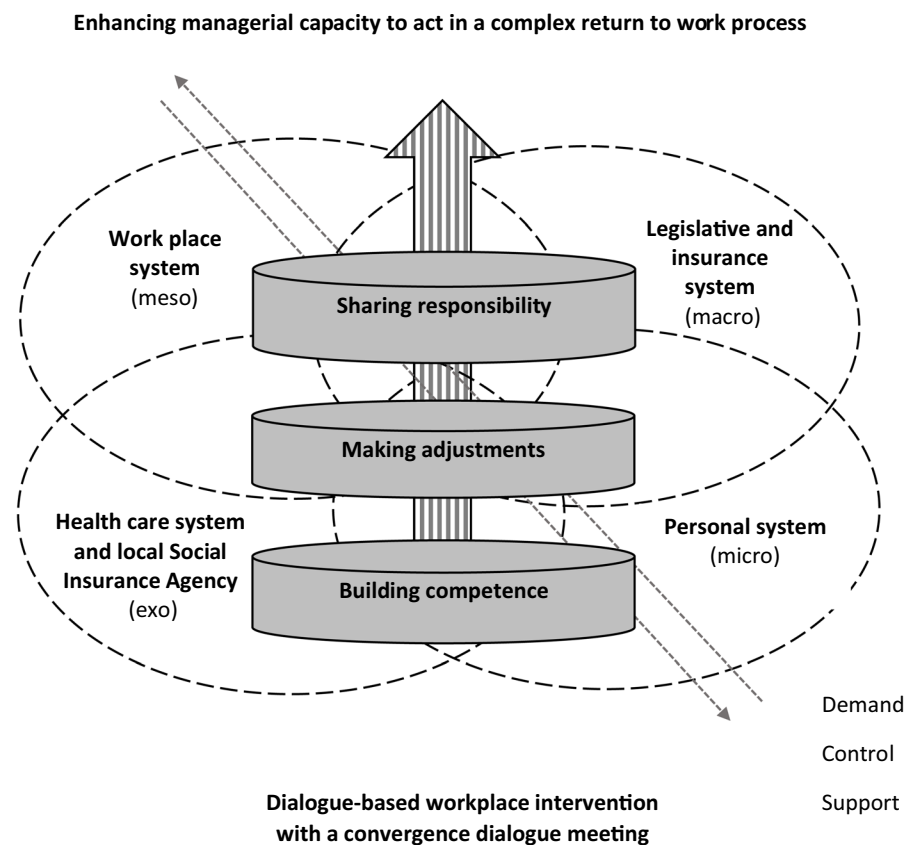 Enhancing managerial capacity to act in a complex return to work process
Work place
system
(meso)
Legislative and
insurance
system
(macro)
Sharing responsibility
Making adjustments
Health care system
and local Social
Insurance Agency
(exo)
Personal system
(micro)
Building competence
Demand
Control
Support
Dialogue-based workplace intervention
with a convergence dialogue meeting